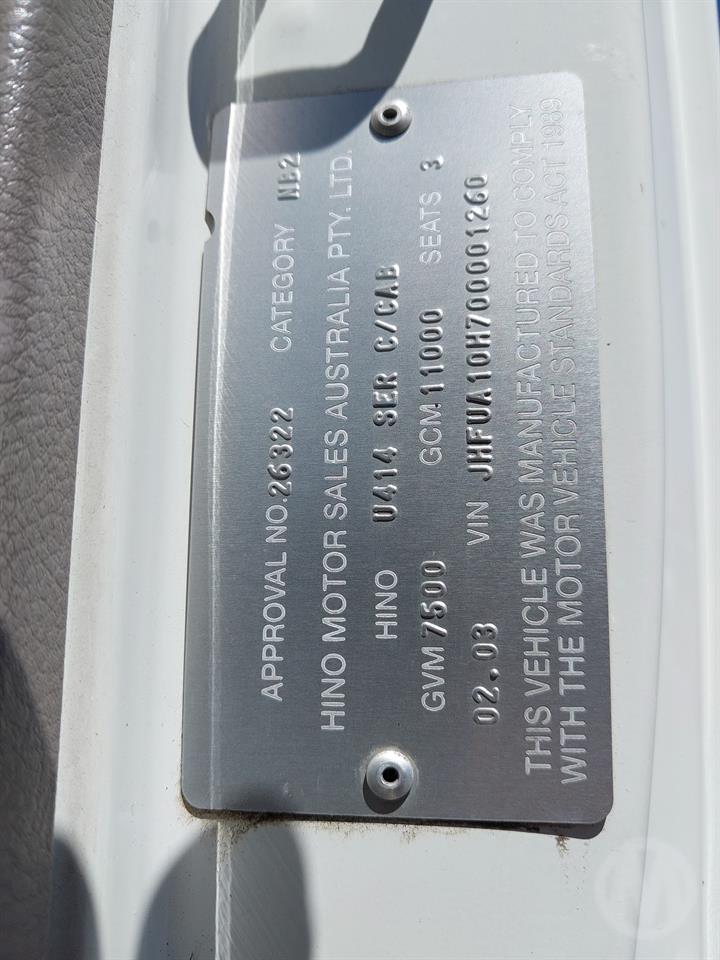 APPROVAL NO. 26322 CATEGORY NB2
HINO MOTOR SALES AUSTRALIA PTY. LTD.
HINO U414 SER C/CAB
GVM 7500 GCM 11000 SEATS 3
02.03 VIN JHFUA10H700001260
THIS VEHICLE WAS MANUFACTURED TO COMPLY
WITH THE MOTOR VEHICLE STANDARDS ACT 1989